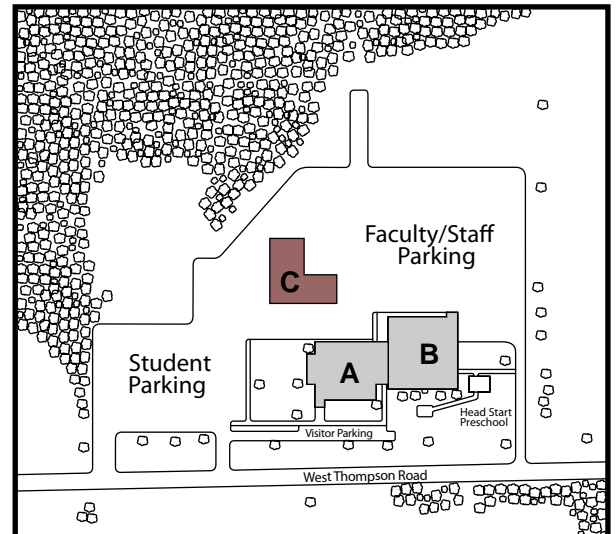 Faculty/Staff
Parking
C
B
A
Student
Parking
Head Start
Preschool
Visitor Parking
West Thompson Road